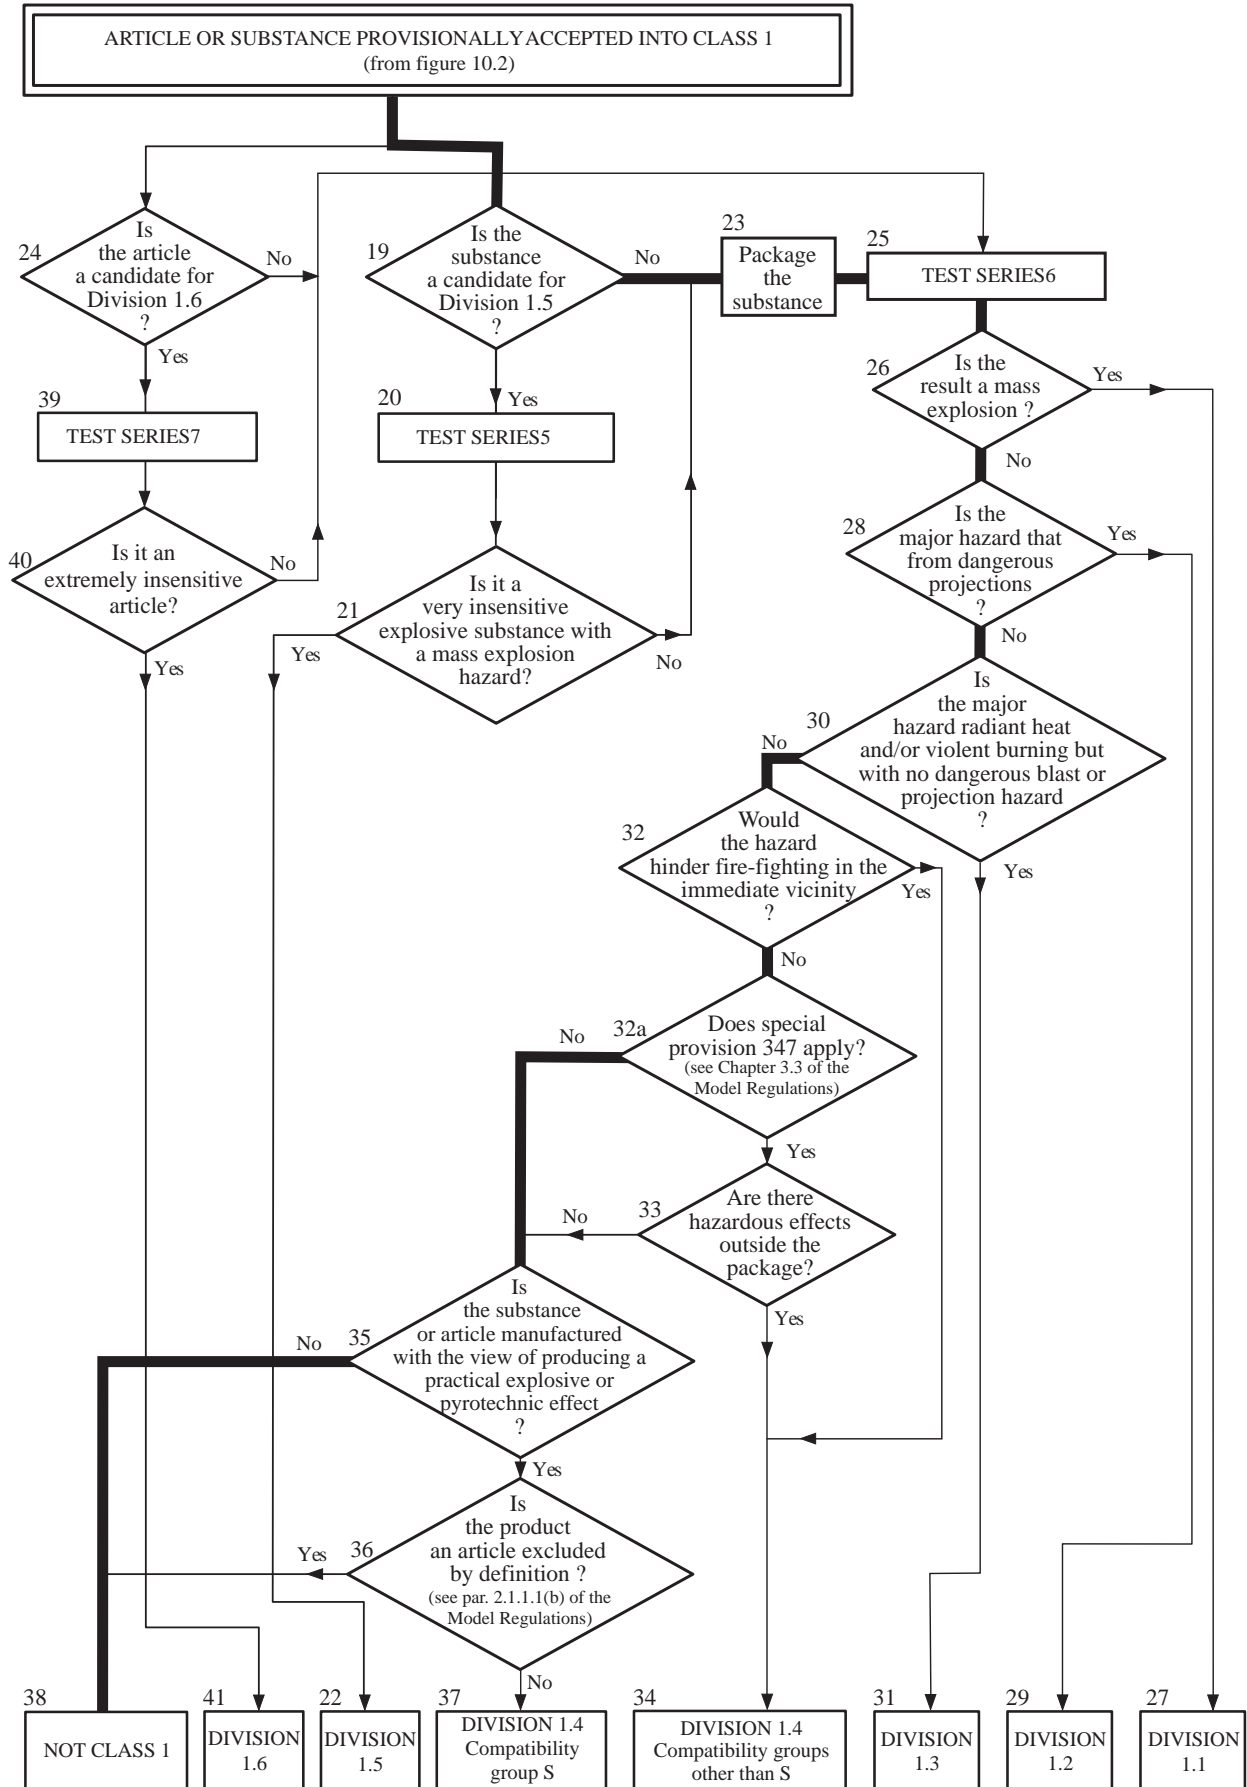 ARTICLE OR SUBSTANCE PROVISIONALLY ACCEPTED INTO CLASS 1
(from figure 10.2)
24
Is
the article
a candidate for
Division 1.6
?
No
Yes
19
Is the
substance
a candidate for
Division 1.5
?
No
Yes
23
Package
the
substance
25
TEST SERIES6
26
Is the
result a mass
explosion ?
Yes
No
39
TEST SERIES7
20
TEST SERIES5
28
Is the
major hazard that
from dangerous
projections
?
Yes
No
40
Is it an
extremely insensitive
article?
No
Yes
21
Is it a
very insensitive
explosive substance with
a mass explosion
hazard?
Yes
No
30
Is
the major
hazard radiant heat
and/or violent burning but
with no dangerous blast or
projection hazard
?
No
Yes
32
Would
the hazard
hinder fire-fighting in the
immediate vicinity
?
Yes
No
32a
Does special
provision 347 apply?
(see Chapter 3.3 of the
Model Regulations)
No
Yes
33
Are there
hazardous effects
outside the
package?
No
Yes
35
Is
the substance
or article manufactured
with the view of producing a
practical explosive or
pyrotechnic effect
?
No
Yes
36
Is
the product
an article excluded
by definition ?
(see par. 2.1.1.1(b) of the
Model Regulations)
Yes
No
38
NOT CLASS 1
41
DIVISION
1.6
22
DIVISION
1.5
37
DIVISION 1.4
Compatibility
group S
34
DIVISION 1.4
Compatibility groups
other than S
31
DIVISION
1.3
29
DIVISION
1.2
27
DIVISION
1.1